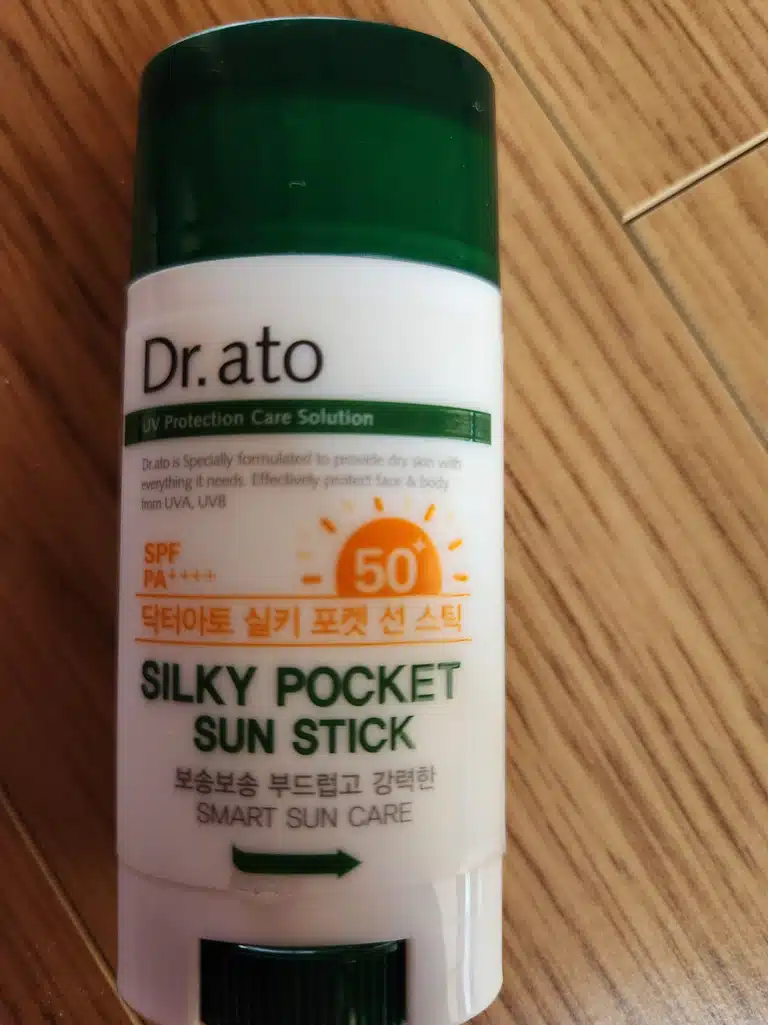 Dr.ato
UV Protection Care Solution
Dr.ato is Specially formulated to provide dry skin with
everything it needs. Effectively protect face & body
from UVA, UVB
SPF
50+
PA++++
닥터아토 실키 포켓 선 스틱
SILKY POCKET
SUN STICK
보송보송 부드럽고 강력한
SMART SUN CARE